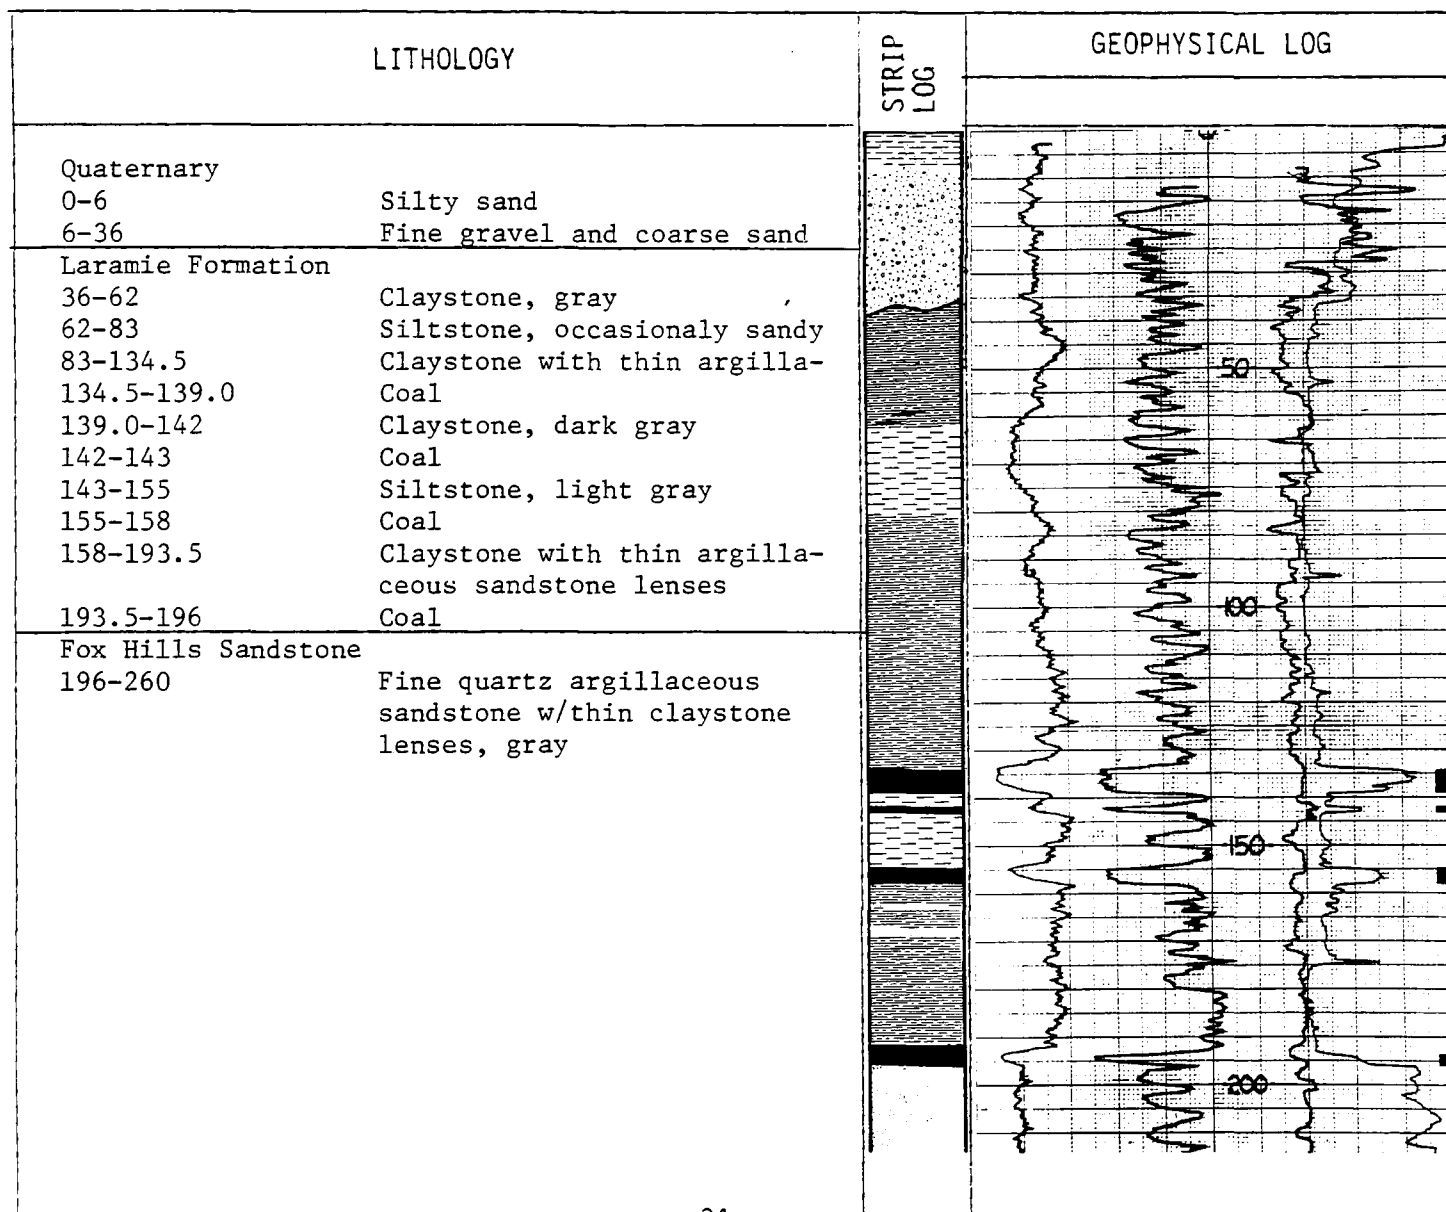 LITHOLOGY
STRIP LOG
GEOPHYSICAL LOG
Quaternary
0-6 Silty sand
6-36 Fine gravel and coarse sand
Laramie Formation
36-62 Claystone, gray
62-83 Siltstone, occasionaly sandy
83-134.5 Claystone with thin argilla-
134.5-139.0 Coal
139.0-142 Claystone, dark gray
142-143 Coal
143-155 Siltstone, light gray
155-158 Coal
158-193.5 Claystone with thin argilla-
ceous sandstone lenses
193.5-196 Coal
Fox Hills Sandstone
196-260 Fine quartz argillaceous
sandstone w/thin claystone
lenses, gray
50
100
150
200